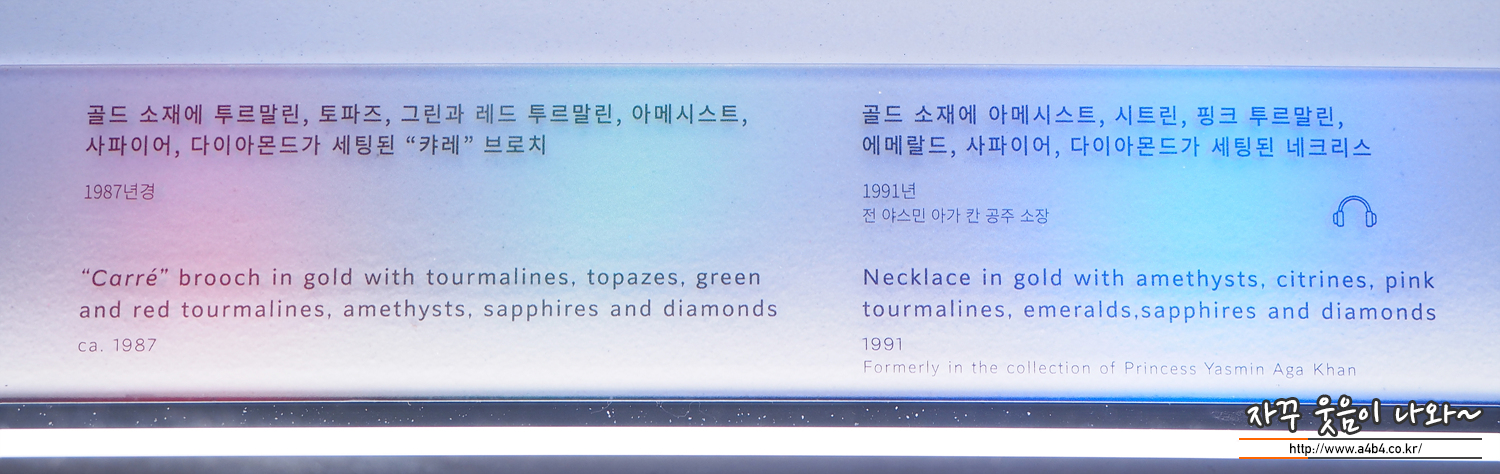 골드 소재에 투르말린, 토파즈, 그린과 레드 투르말린, 아메시스트,
사파이어, 다이아몬드가 세팅된 “캬레” 브로치
1987년경
“Carré” brooch in gold with tourmalines, topazes, green
and red tourmalines, amethysts, sapphires and diamonds
ca. 1987
골드 소재에 아메시스트, 시트린, 핑크 투르말린,
에메랄드, 사파이어, 다이아몬드가 세팅된 네크리스
1991년
전 야스민 아가 칸 공주 소장
Necklace in gold with amethysts, citrines, pink
tourmalines, emeralds,sapphires and diamonds
1991
Formerly in the collection of Princess Yasmin Aga Khan
자꾸 웃음이 나와~
http://www.a4b4.co.kr/